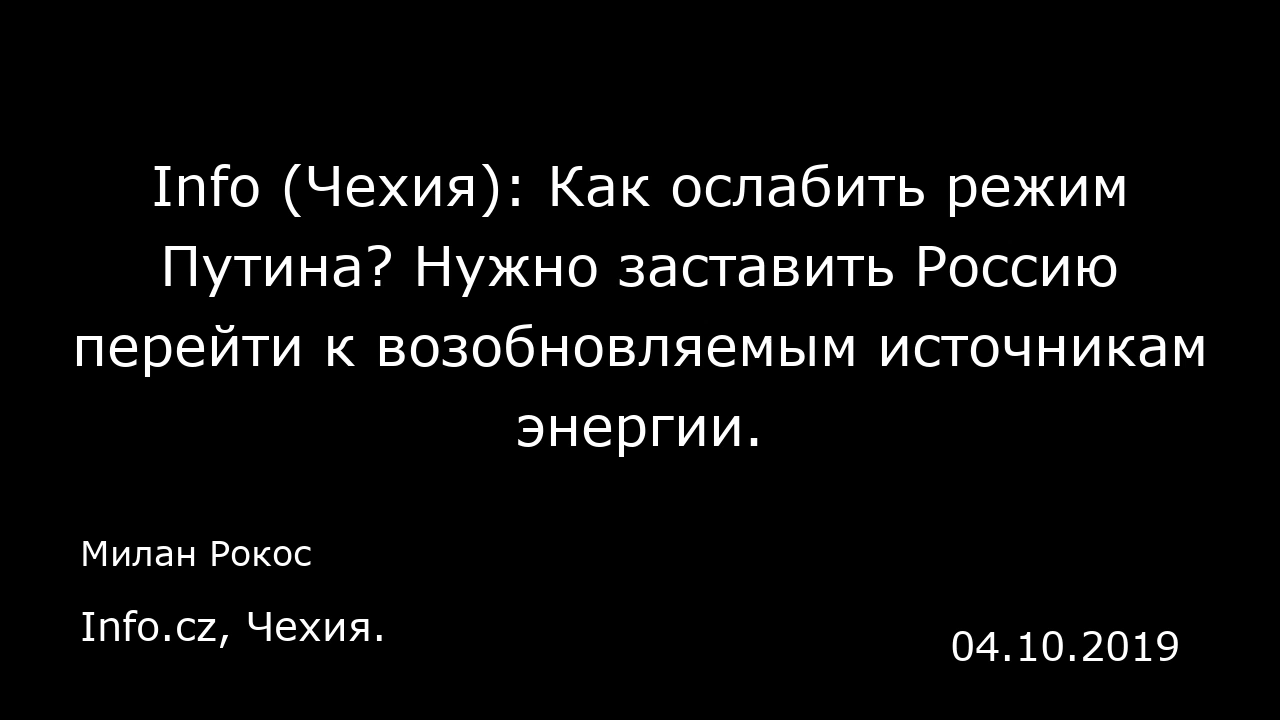 Info (Чехия): Как ослабить режим
Путина? Нужно заставить Россию
перейти к возобновляемым источникам
энергии.
Милан Рокос
Info.cz, Чехия.
04.10.2019